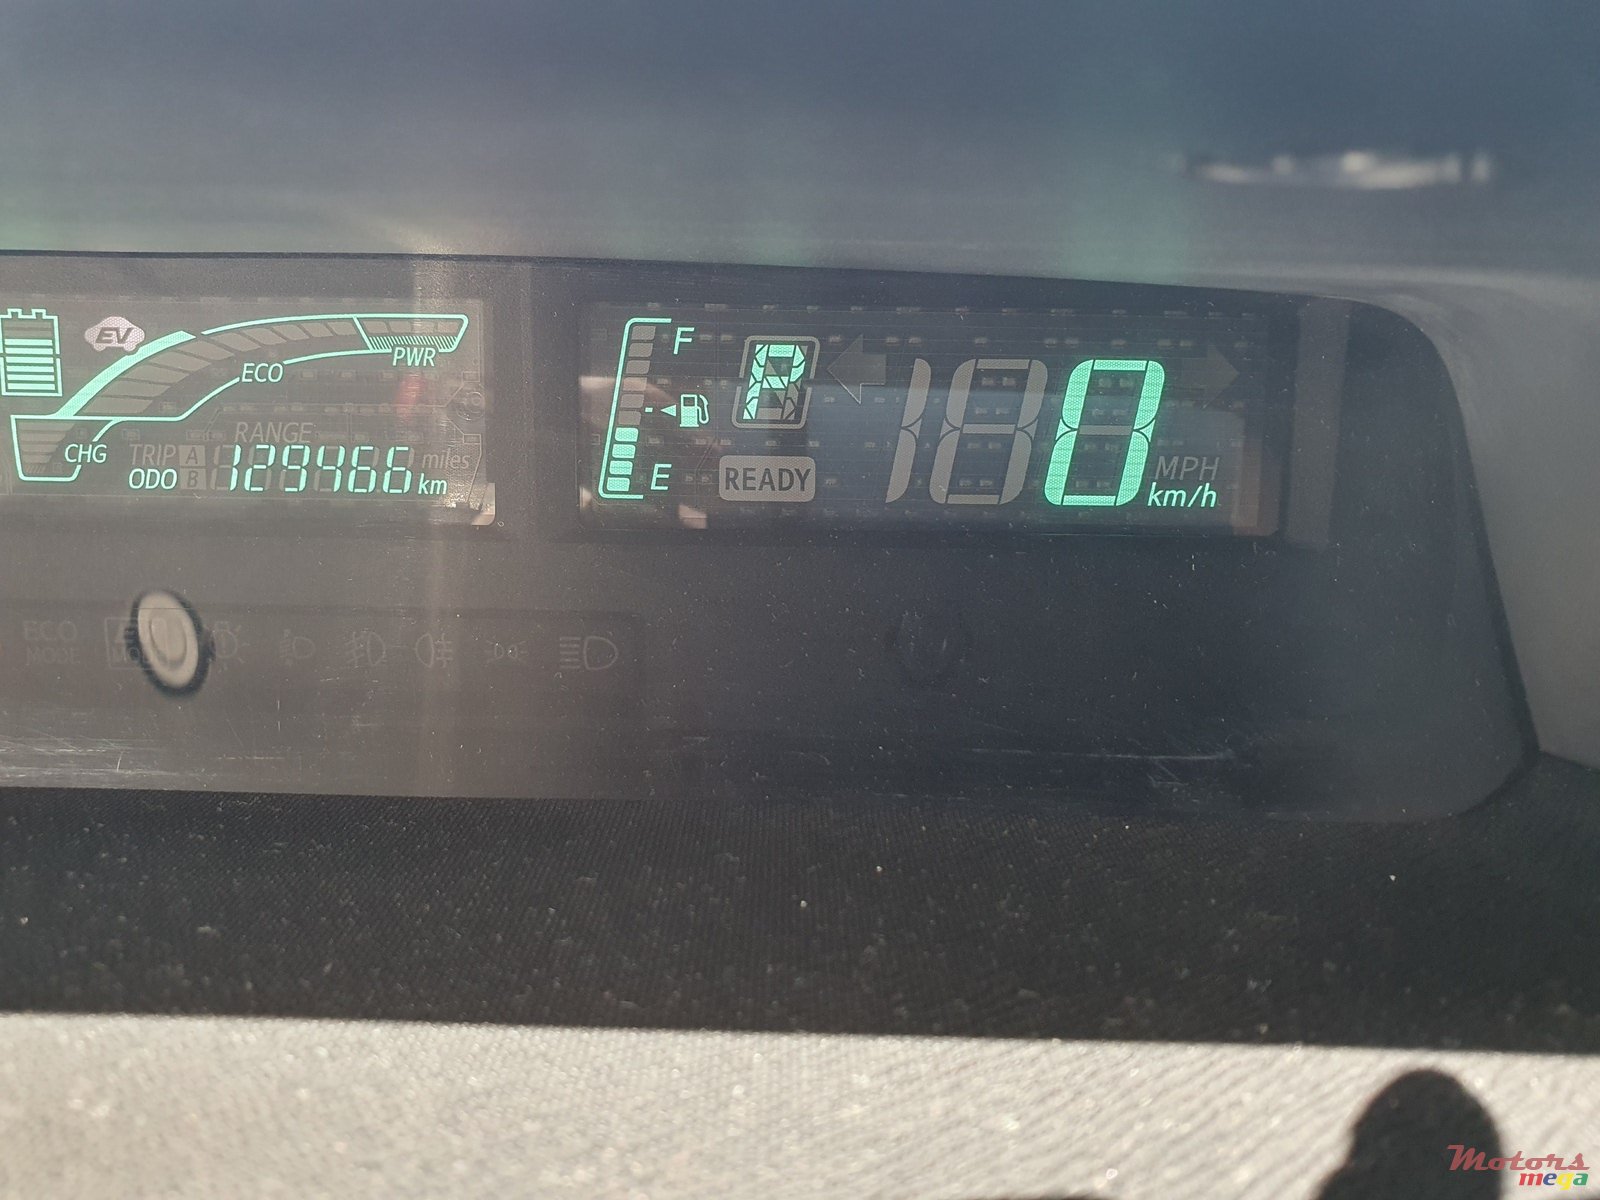 EV
ECO
PWR
CHG
RANGE
TRIP A
miles
ODO B
129466 km
F
E
P
READY
0
MPH
km/h
ECO
MODE
Motors
mega